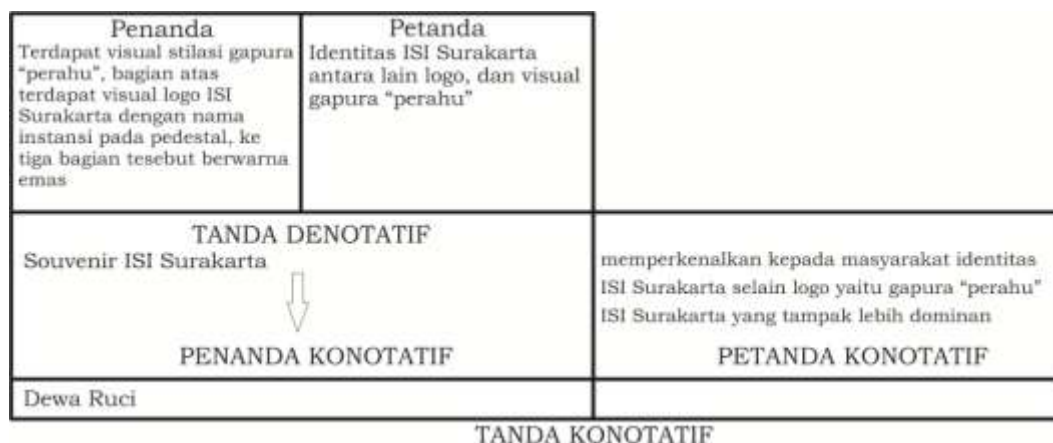 Penanda
Terdapat visual stilasi gapura
"perahu", bagian atas
terdapat visual logo ISI
Surakarta dengan nama
instansi pada pedestal, ke
tiga bagian tesebut berwarna
emas
Petanda
Identitas ISI Surakarta
antara lain logo, dan visual
gapura "perahu"
TANDA DENOTATIF
Souvenir ISI Surakarta
PENANDA KONOTATIF
memperkenalkan kepada masyarakat identitas
ISI Surakarta selain logo yaitu gapura "perahu"
ISI Surakarta yang tampak lebih dominan
PETANDA KONOTATIF
Dewa Ruci
TANDA KONOTATIF